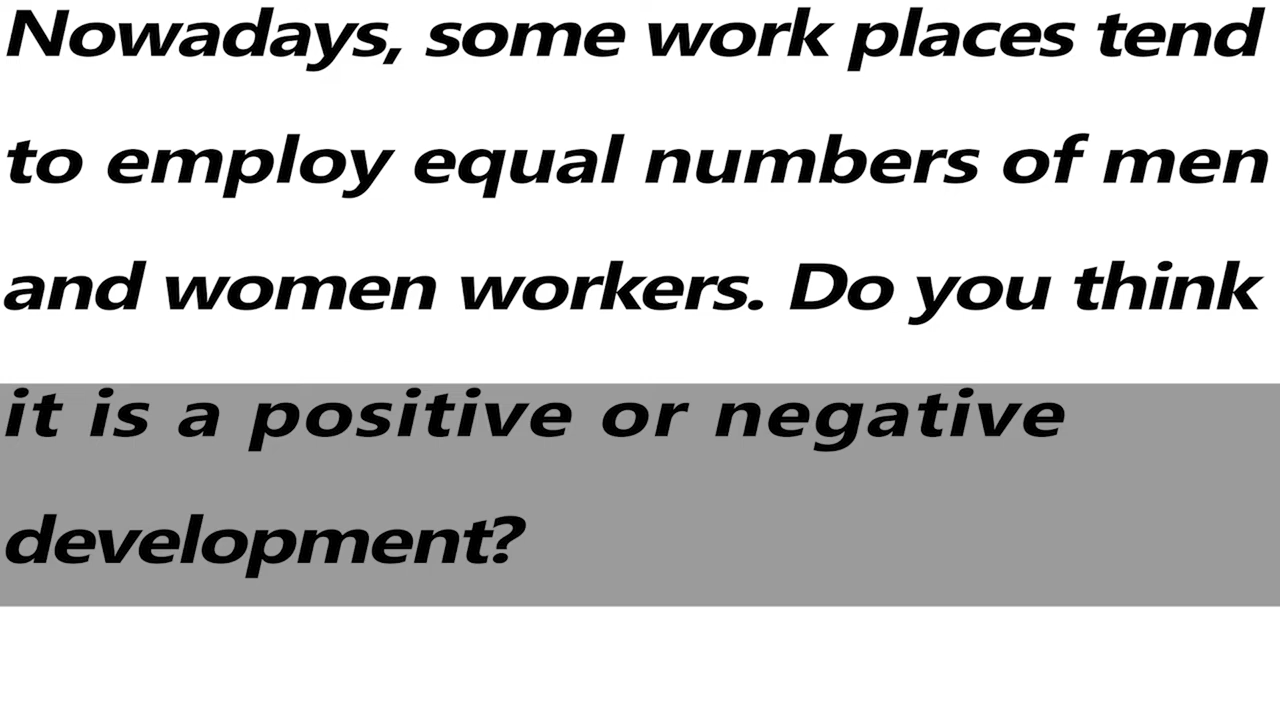 Nowadays, some work places tend
to employ equal numbers of men
and women workers. Do you think
it is a positive or negative
development?